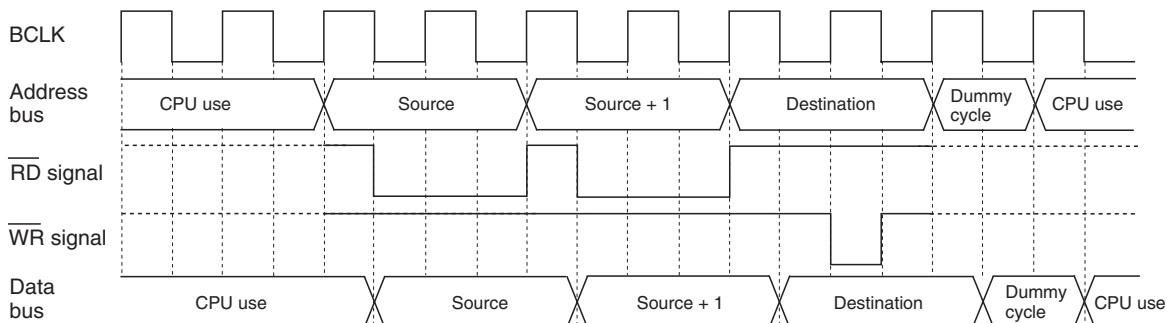 BCLK
Address
bus
CPU use
Source
Source + 1
Destination
Dummy
cycle
CPU use
RD signal
WR signal
Data
bus
CPU use
Source
Source + 1
Destination
Dummy
cycle
CPU use